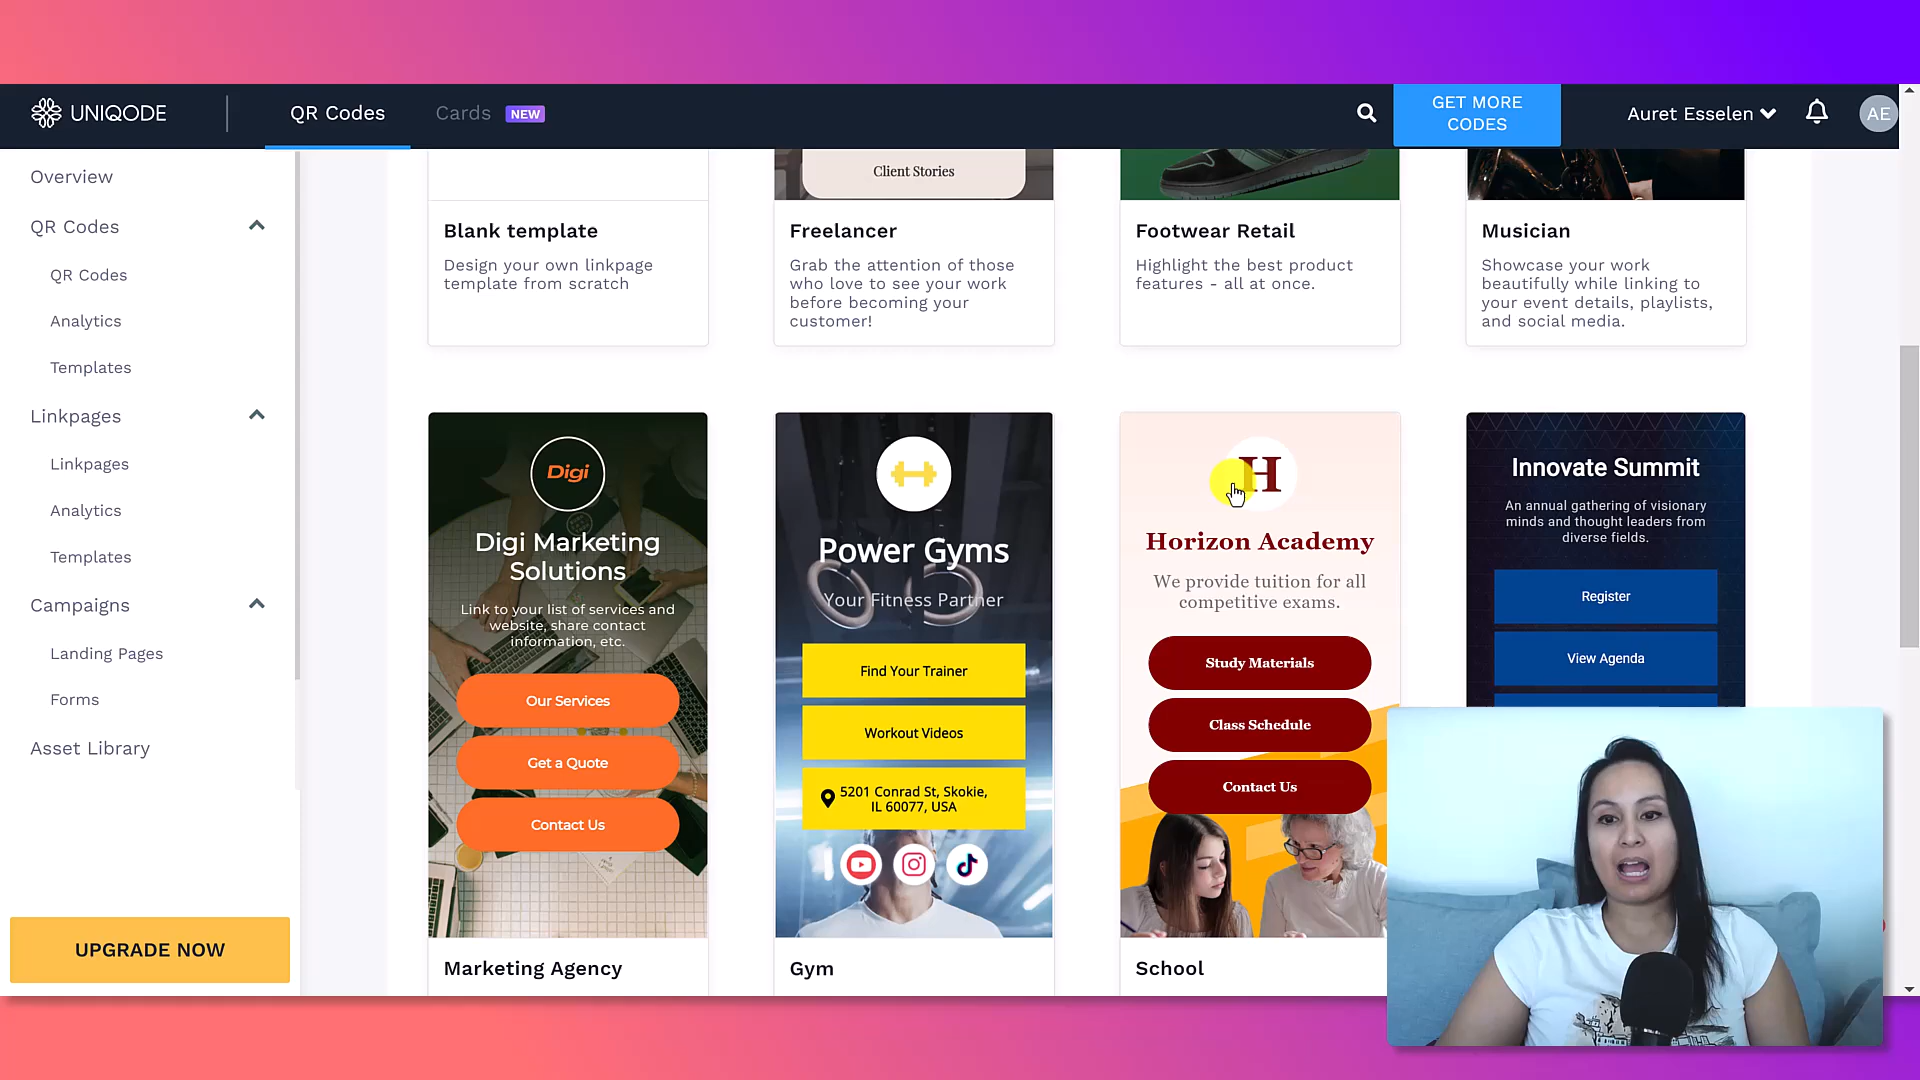 UNIQODE
QR Codes
Cards NEW
GET MORE
CODES
Auret Esselen
AE
Overview
QR Codes
QR Codes
Analytics
Templates
Linkpages
Linkpages
Analytics
Templates
Campaigns
Landing Pages
Forms
Asset Library
UPGRADE NOW
Blank template
Design your own linkpage
template from scratch
Client Stories
Freelancer
Grab the attention of those
who love to see your work
before becoming your
customer!
Footwear Retail
Highlight the best product
features - all at once.
Musician
Showcase your work
beautifully while linking to
your event details, playlists,
and social media.
Digi
Digi Marketing
Solutions
Link to your list of services and
website, share contact
information, etc.
Our Services
Get a Quote
Contact Us
Marketing Agency
Power Gyms
Your Fitness Partner
Find Your Trainer
Workout Videos
5201 Conrad St, Skokie,
IL 60077, USA
Gym
H
Horizon Academy
We provide tuition for all
competitive exams.
Study Materials
Class Schedule
Contact Us
School
Innovate Summit
An annual gathering of visionary
minds and thought leaders from
diverse fields.
Register
View Agenda